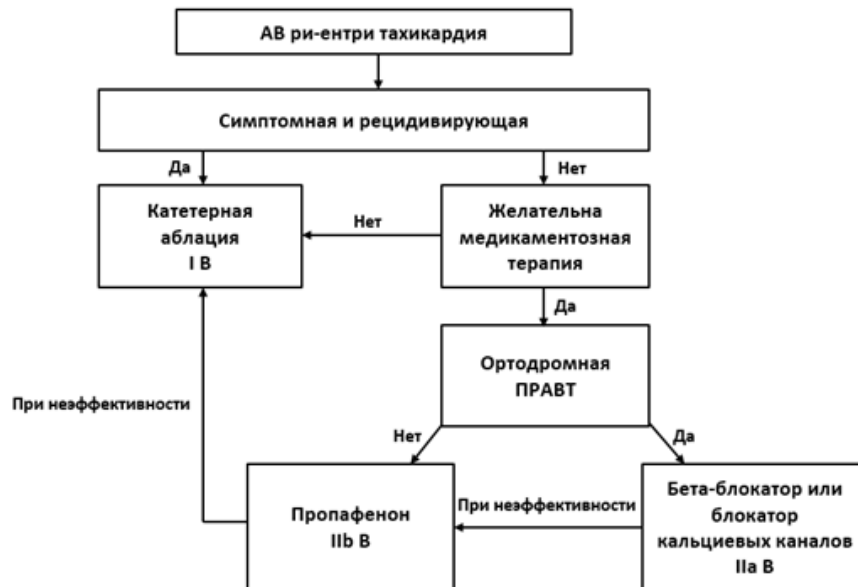 АВ ри-ентри тахикардия
Симптомная и рецидивирующая
Да
Нет
Катетерная
аблация
I B
Нет
Желательна
медикаментозная
терапия
Да
Ортодромная
ПРАВТ
При неэффективности
Нет
Да
Пропафенон
IIb B
При неэффективности
Бета-блокатор или
блокатор
кальциевых каналов
IIa B